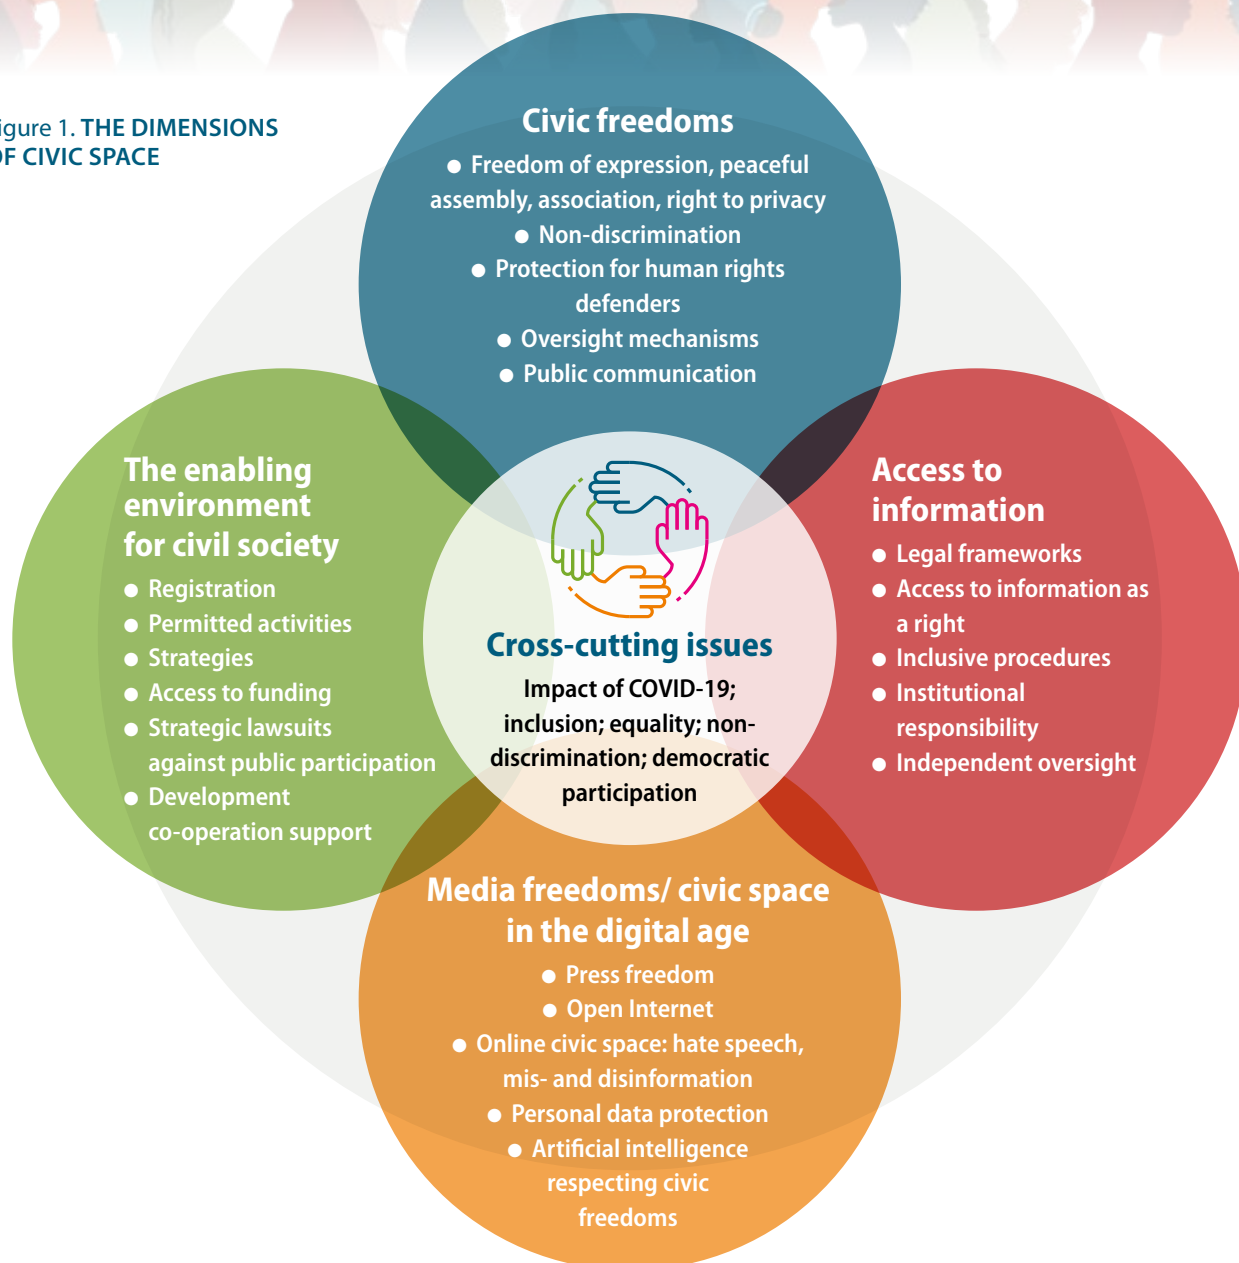 igure 1. THE DIMENSIONS
OF CIVIC SPACE
Civic freedoms
● Freedom of expression, peaceful
assembly, association, right to privacy
● Non-discrimination
● Protection for human rights
defenders
● Oversight mechanisms
● Public communication
The enabling
environment
for civil society
● Registration
● Permitted activities
● Strategies
● Access to funding
● Strategic lawsuits
against public participation
● Development
co-operation support
Cross-cutting issues
Impact of COVID-19;
inclusion; equality; non-
discrimination; democratic
participation
Access to
information
● Legal frameworks
● Access to information as
a right
● Inclusive procedures
● Institutional
responsibility
● Independent oversight
Media freedoms/ civic space
in the digital age
● Press freedom
● Open Internet
● Online civic space: hate speech,
mis- and disinformation
● Personal data protection
● Artificial intelligence
respecting civic
freedoms